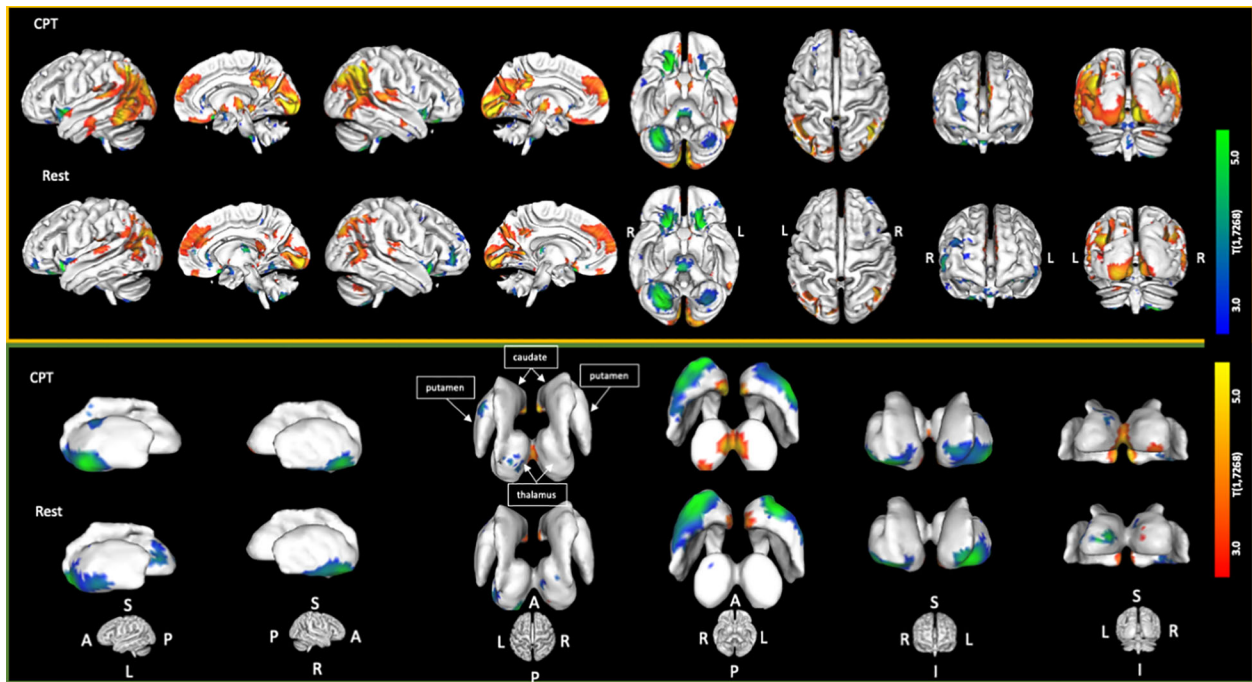 CPT
Rest
R L
L R
R L
L R
5.0
T(1,7268)
3.0
CPT
caudate
putamen
putamen
thalamus
Rest
5.0
T(1,7268)
3.0
S S A A S S
A P P A L R R L R L L R
L R P P I I